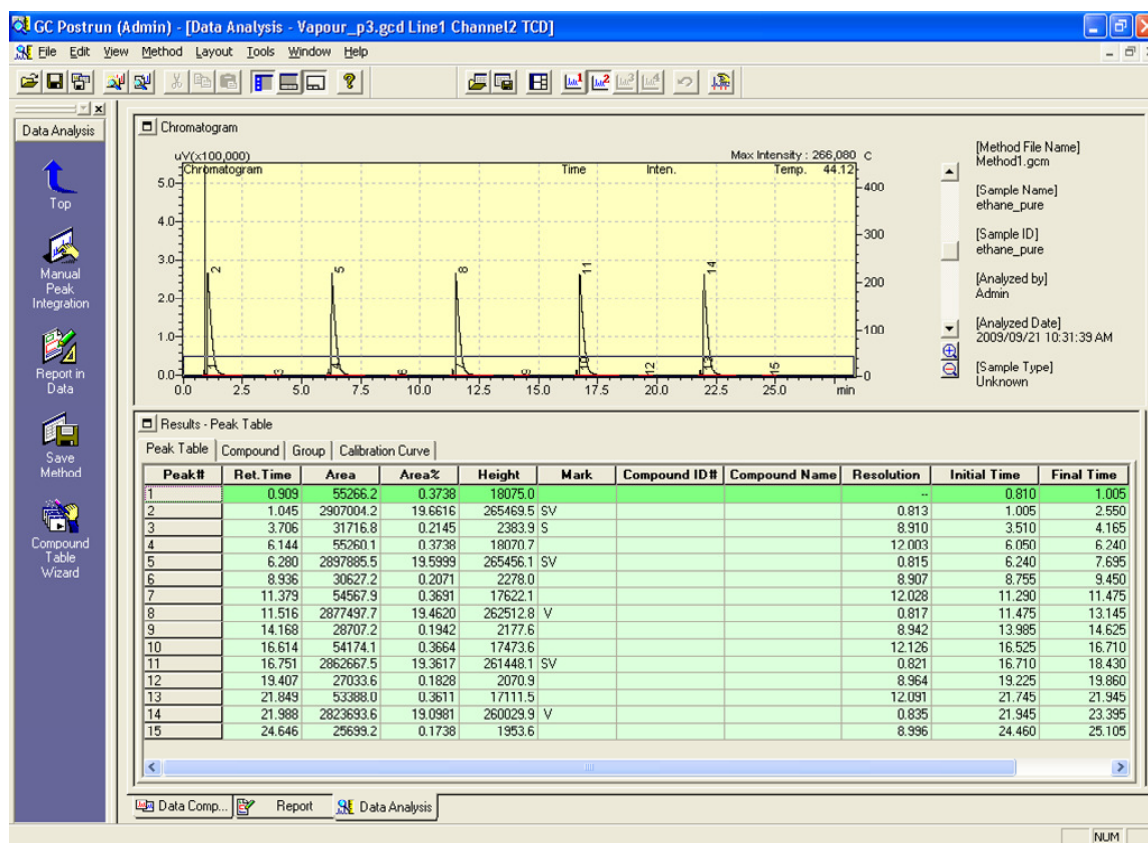 GC Postrun (Admin) - [Data Analysis - Vapour_p3.gcd Line1 Channel2 TCD]
File Edit View Method Layout Tools Window Help
Data Analysis
Top
Manual
Peak
Integration
Report in
Data
Save
Method
Compound
Table
Wizard
Chromatogram
uV(x100,000)
Max Intensity : 266,080 C
Chromatogram Time Inten. Temp. 44.12
5.0
4.0
3.0
2.0
1.0
0.0
400
300
200
100
0
1 2 3 4 5 6 8 9 10 11 12 13 14 15
0.0 2.5 5.0 7.5 10.0 12.5 15.0 17.5 20.0 22.5 25.0 min
[Method File Name]
Method1.gcm
[Sample Name]
ethane_pure
[Sample ID]
ethane_pure
[Analyzed by]
Admin
[Analyzed Date]
2009/09/21 10:31:39 AM
[Sample Type]
Unknown
Results - Peak Table
Peak Table Compound Group Calibration Curve
Peak# Ret.Time Area Area% Height Mark Compound ID# Compound Name Resolution Initial Time Final Time
1 0.909 55266.2 0.3738 18075.0 -- 0.810 1.005
2 1.045 2907004.2 19.6616 265469.5 SV 0.813 1.005 2.550
3 3.706 31716.8 0.2145 2383.9 S 8.910 3.510 4.165
4 6.144 55260.1 0.3738 18070.7 12.003 6.050 6.240
5 6.280 2897885.5 19.5999 265456.1 SV 0.815 6.240 7.695
6 8.936 30627.2 0.2071 2278.0 8.907 8.755 9.450
7 11.379 54567.9 0.3691 17622.1 12.028 11.290 11.475
8 11.516 2877497.7 19.4620 262512.8 V 0.817 11.475 13.145
9 14.168 28707.2 0.1942 2177.6 8.942 13.985 14.625
10 16.614 54174.1 0.3664 17473.6 12.126 16.525 16.710
11 16.751 2862667.5 19.3617 261448.1 SV 0.821 16.710 18.430
12 19.407 27033.6 0.1828 2070.9 8.964 19.225 19.860
13 21.849 53388.0 0.3611 17111.5 12.091 21.745 21.945
14 21.988 2823693.6 19.0981 260029.9 V 0.835 21.945 23.395
15 24.646 25699.2 0.1738 1953.6 8.996 24.460 25.105
Data Comp... Report Data Analysis
NUM